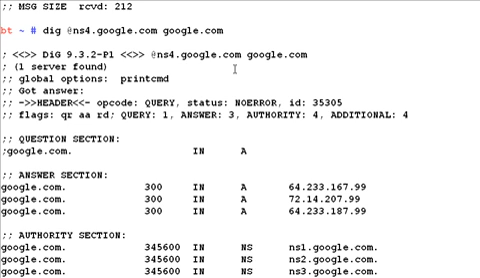 ;; MSG SIZE rcvd: 212
bt ~ # dig @ns4.google.com google.com
; <<>> DiG 9.3.2-P1 <<>> @ns4.google.com google.com
; (1 server found)
;; global options: printcmd
;; Got answer:
;; ->>HEADER<<- opcode: QUERY, status: NOERROR, id: 35305
;; flags: qr aa rd; QUERY: 1, ANSWER: 3, AUTHORITY: 4, ADDITIONAL: 4
;; QUESTION SECTION:
;google.com. IN A
;; ANSWER SECTION:
google.com. 300 IN A 64.233.167.99
google.com. 300 IN A 72.14.207.99
google.com. 300 IN A 64.233.187.99
;; AUTHORITY SECTION:
google.com. 345600 IN NS ns1.google.com.
google.com. 345600 IN NS ns2.google.com.
google.com. 345600 IN NS ns3.google.com.